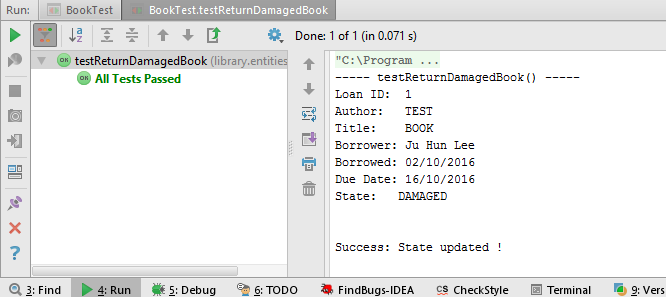 Run: BookTest BookTest.testReturnDamagedBook
Done: 1 of 1 (in 0.071 s)
OK testReturnDamagedBook (library.entities
OK All Tests Passed
"C:\Program ...
----- testReturnDamagedBook() -----
Loan ID: 1
Author: TEST
Title: BOOK
Borrower: Ju Hun Lee
Borrowed: 02/10/2016
Due Date: 16/10/2016
State: DAMAGED
Success: State updated !
3: Find 4: Run 5: Debug 6: TODO FindBugs-IDEA CS CheckStyle Terminal 9: Vers